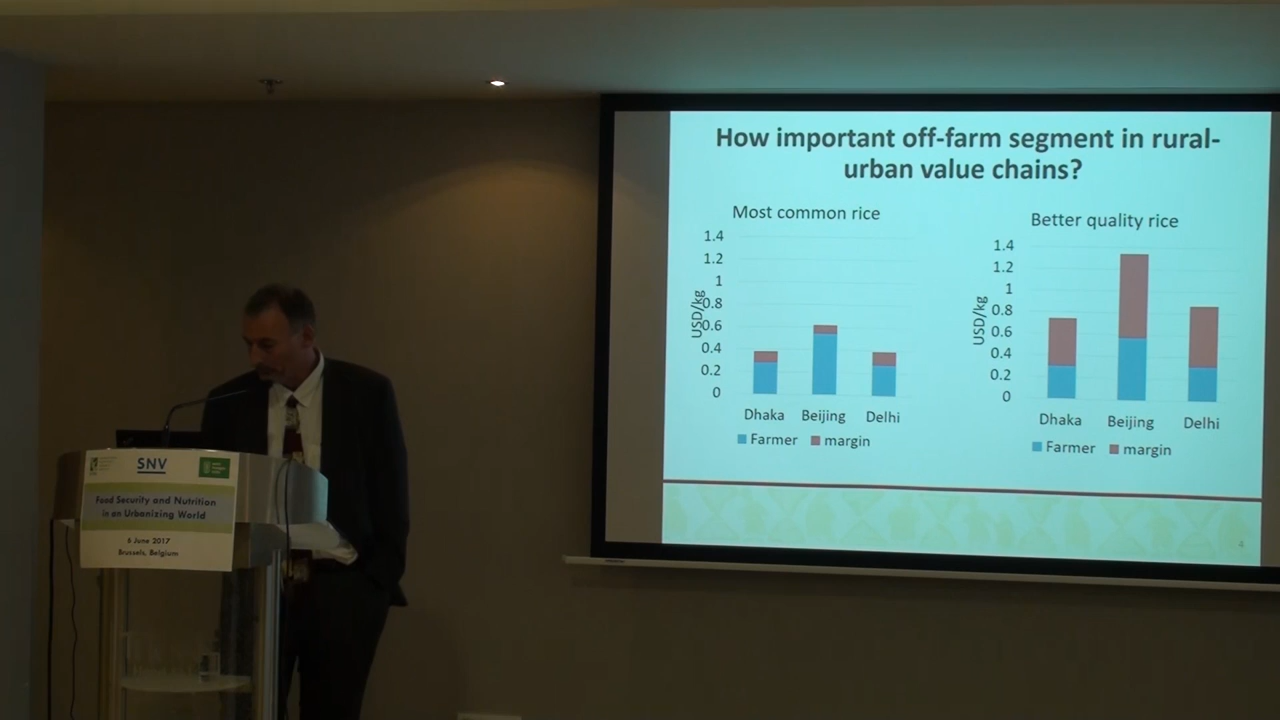 How important off-farm segment in rural-
urban value chains?
Most common rice
1.4
1.2
1
0.8
0.6
0.4
0.2
0
USD/kg
Dhaka Beijing Delhi
Farmer margin
Better quality rice
1.4
1.2
1
0.8
0.6
0.4
0.2
0
USD/kg
Dhaka Beijing Delhi
Farmer margin
SNV
Food Security and Nutrition
in an Urbanizing World
6 June 2017
Brussels, Belgium